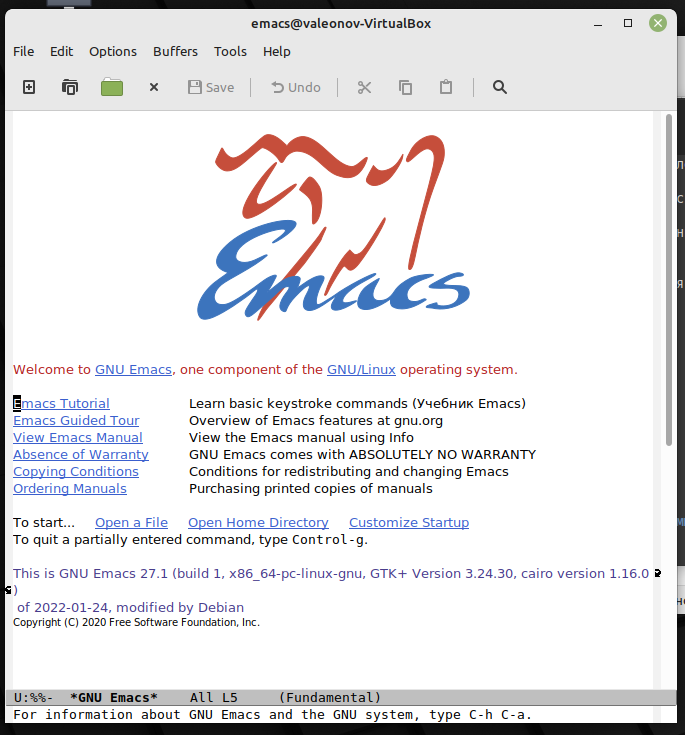 emacs@valeonov-VirtualBox
File Edit Options Buffers Tools Help
Save Undo
Emacs
Welcome to GNU Emacs, one component of the GNU/Linux operating system.
Emacs Tutorial Learn basic keystroke commands (Учебник Emacs)
Emacs Guided Tour Overview of Emacs features at gnu.org
View Emacs Manual View the Emacs manual using Info
Absence of Warranty GNU Emacs comes with ABSOLUTELY NO WARRANTY
Copying Conditions Conditions for redistributing and changing Emacs
Ordering Manuals Purchasing printed copies of manuals
To start... Open a File Open Home Directory Customize Startup
To quit a partially entered command, type Control-g.
This is GNU Emacs 27.1 (build 1, x86_64-pc-linux-gnu, GTK+ Version 3.24.30, cairo version 1.16.0
)
of 2022-01-24, modified by Debian
Copyright (C) 2020 Free Software Foundation, Inc.
U:%%- *GNU Emacs* All L5 (Fundamental)
For information about GNU Emacs and the GNU system, type C-h C-a.